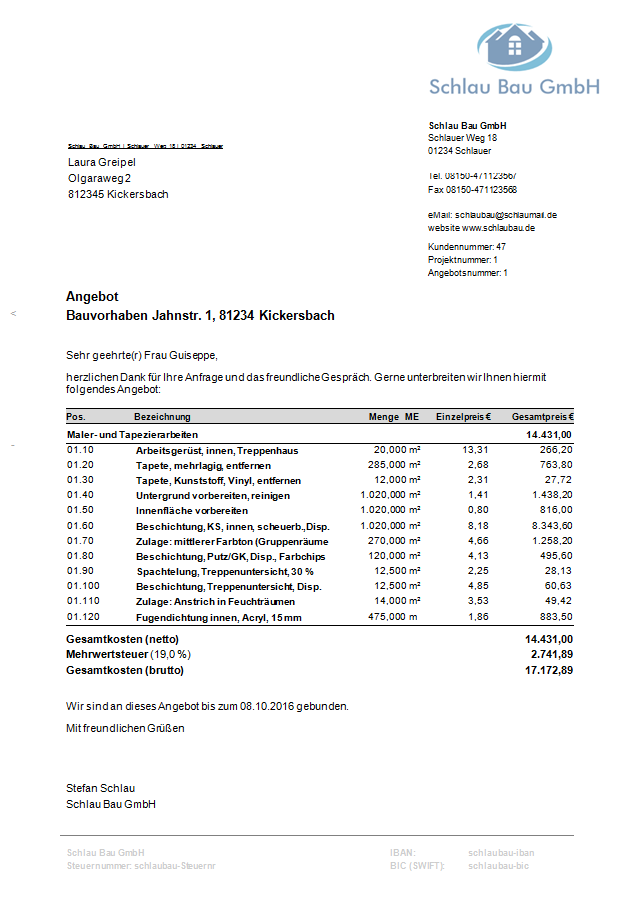 Schlau Bau GmbH
Schlau Bau GmbH
Schlauer Weg 18
01234 Schlauer
Schlau Bau GmbH | Schlauer Weg 18 | 01234 Schlauer
Laura Greipel
Olgaraweg 2
812345 Kickersbach
Tel. 08150-471123567
Fax 08150-471123568
eMail: schlaubau@schlaumail.de
website www.schlaubau.de
Kundennummer: 47
Projektnummer: 1
Angebotsnummer: 1
Angebot
Bauvorhaben Jahnstr. 1, 81234 Kickersbach
Sehr geehrte(r) Frau Guiseppe,
herzlichen Dank für Ihre Anfrage und das freundliche Gespräch. Gerne unterbreiten wir Ihnen hiermit
folgendes Angebot:
Pos. Bezeichnung Menge ME Einzelpreis € Gesamtpreis €
Maler- und Tapezierarbeiten 14.431,00
01.10 Arbeitsgerüst, innen, Treppenhaus 20,000 m² 13,31 266,20
01.20 Tapete, mehrlagig, entfernen 285,000 m² 2,68 763,80
01.30 Tapete, Kunststoff, Vinyl, entfernen 12,000 m² 2,31 27,72
01.40 Untergrund vorbereiten, reinigen 1.020,000 m² 1,41 1.438,20
01.50 Innenfläche vorbereiten 1.020,000 m² 0,80 816,00
01.60 Beschichtung, KS, innen, scheuerb., Disp. 1.020,000 m² 8,18 8.343,60
01.70 Zulage: mittlerer Farbton (Gruppenräume 270,000 m² 4,66 1.258,20
01.80 Beschichtung, Putz/GK, Disp., Farbchips 120,000 m² 4,13 495,60
01.90 Spachtelung, Treppenuntersicht, 30 % 12,500 m² 2,25 28,13
01.100 Beschichtung, Treppenuntersicht, Disp. 12,500 m² 4,85 60,63
01.110 Zulage: Anstrich in Feuchträumen 14,000 m² 3,53 49,42
01.120 Fugendichtung innen, Acryl, 15 mm 475,000 m 1,86 883,50
Gesamtkosten (netto) 14.431,00
Mehrwertsteuer (19,0 %) 2.741,89
Gesamtkosten (brutto) 17.172,89
Wir sind an dieses Angebot bis zum 08.10.2016 gebunden.
Mit freundlichen Grüßen
Stefan Schlau
Schlau Bau GmbH
Schlau Bau GmbH IBAN: schlaubau-iban
Steuernummer: schlaubau-Steuernr BIC (SWIFT): schlaubau-bic